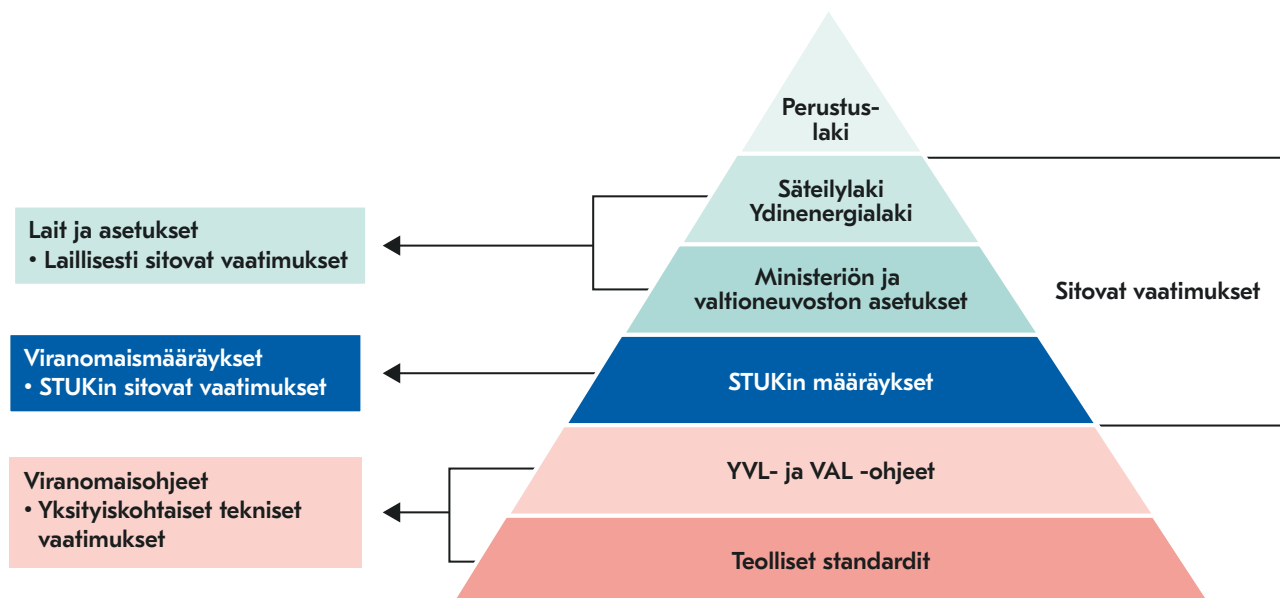 Perustus-
laki
Säteilylaki
Ydinenergialaki
Ministeriön ja
valtioneuvoston asetukset
STUKin määräykset
YVL- ja VAL -ohjeet
Teolliset standardit
Lait ja asetukset
• Laillisesti sitovat vaatimukset
Viranomaismääräykset
• STUKin sitovat vaatimukset
Viranomaisohjeet
• Yksityiskohtaiset tekniset
vaatimukset
Sitovat vaatimukset